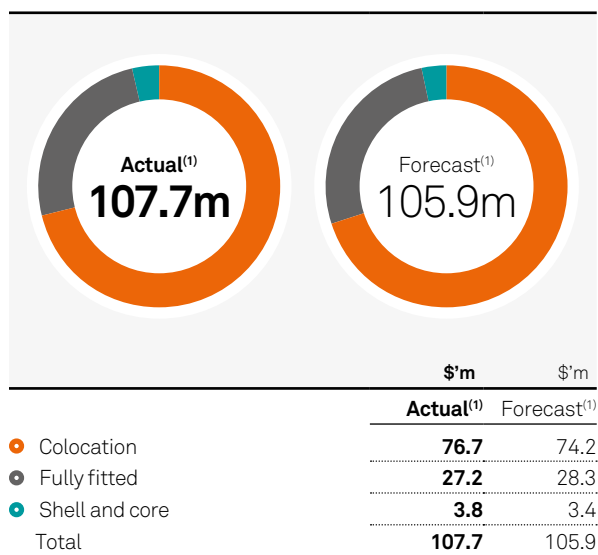 Actual(1)
107.7m
Forecast(1)
105.9m
$'m $'m
Actual(1) Forecast(1)
Colocation 76.7 74.2
Fully fitted 27.2 28.3
Shell and core 3.8 3.4
Total 107.7 105.9